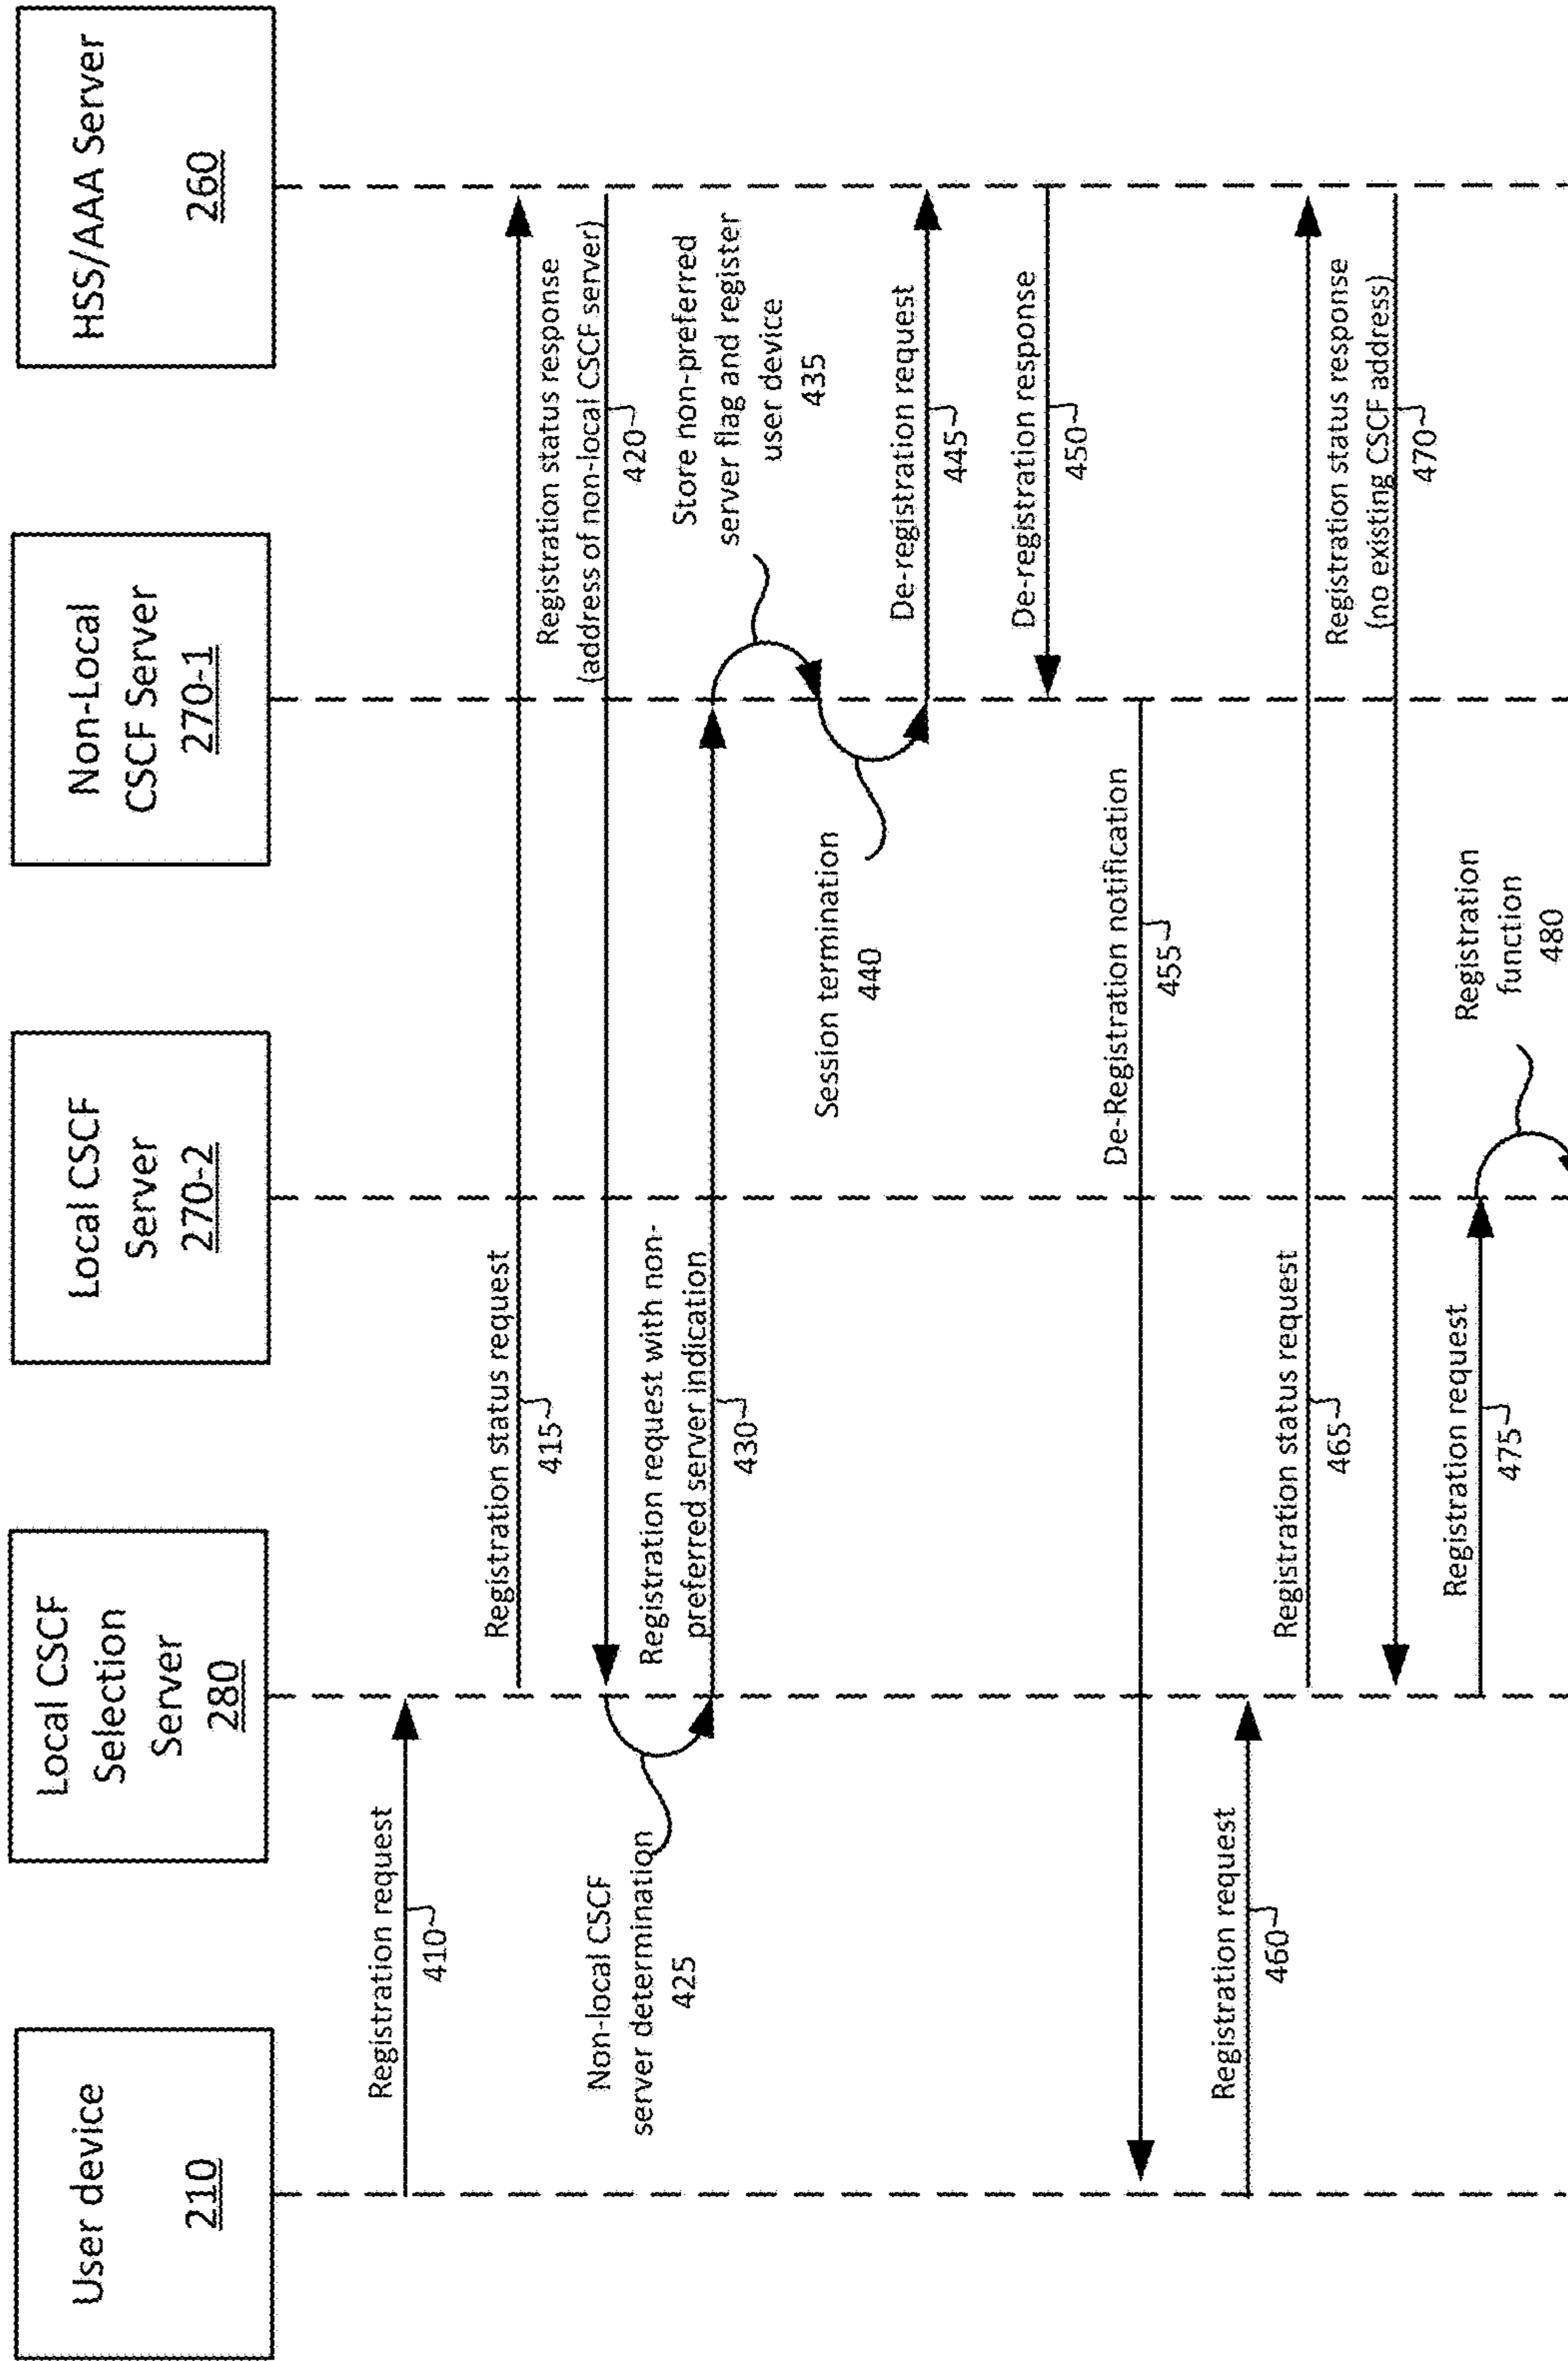 User device
210
Local CSCF
Selection
Server
280
Local CSCF
Server
270-2
Non-Local
CSCF Server
270-1
HSS/AAA Server
260
Registration request
410
Registration status request
415
Registration status response
(address of non-local CSCF server)
420
Non-local CSCF
server determination
425
Registration request with non-
preferred server indication
430
Store non-preferred
server flag and register
user device
435
Session termination
440
De-registration request
445
De-registration response
450
De-Registration notification
455
Registration request
460
Registration status request
465
Registration status response
(no existing CSCF address)
470
Registration request
475
Registration
function
480